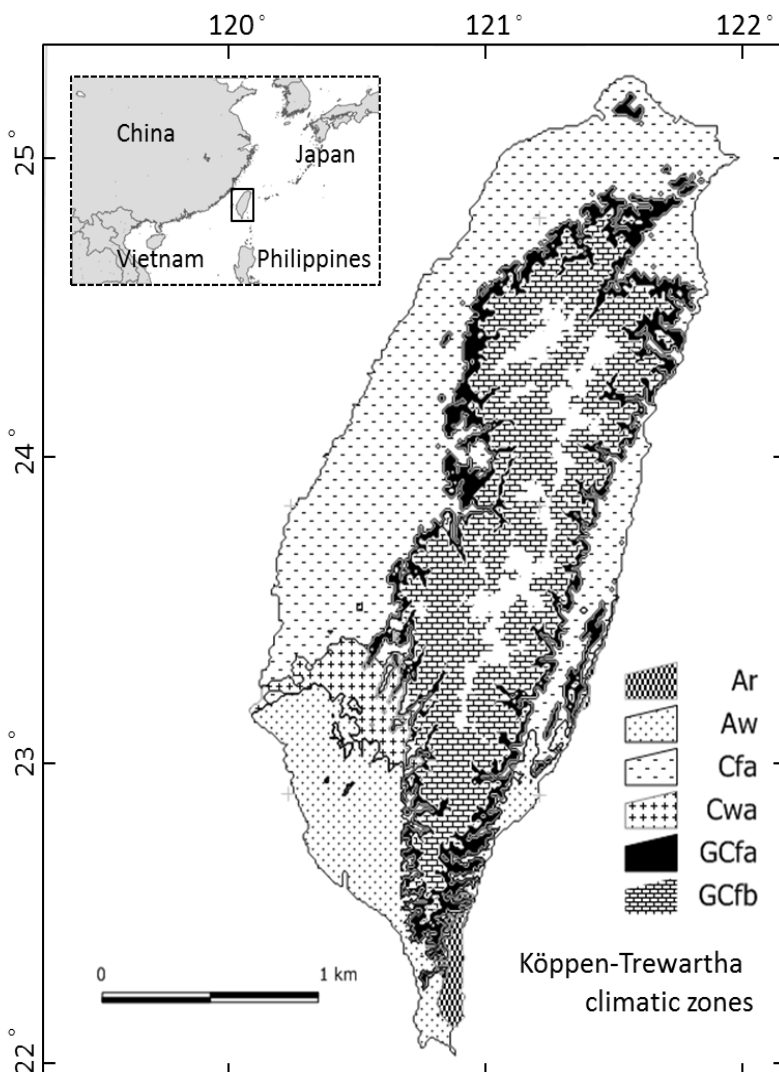 120°
121°
122°
25°
24°
23°
22°
China
Japan
Vietnam
Philippines
Ar
Aw
Cfa
Cwa
GCfa
GCfb
0
1 km
Köppen-Trewartha
climatic zones